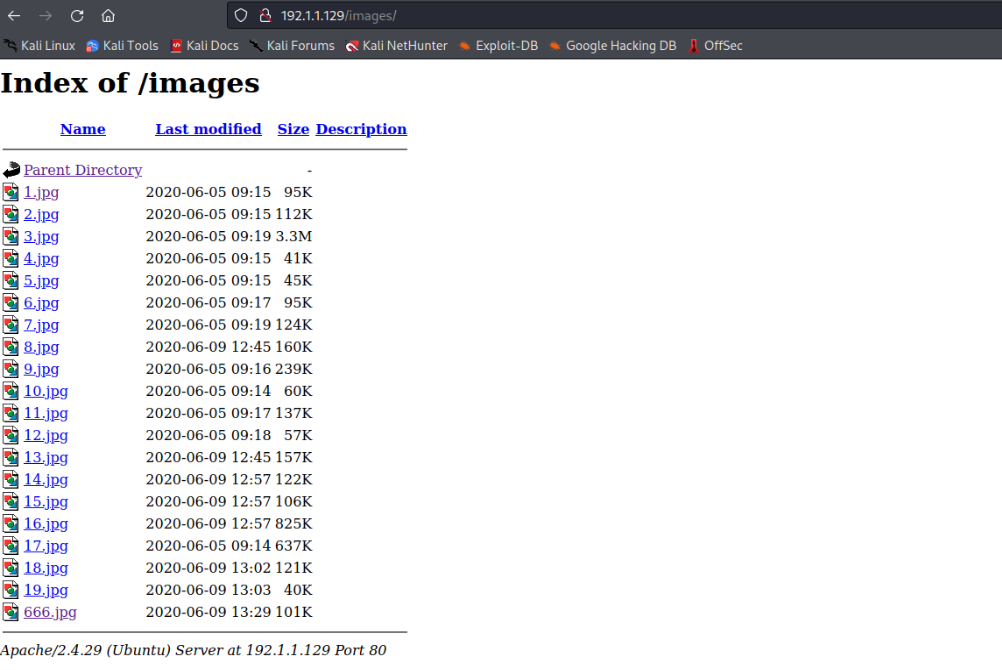 192.1.1.129/images/
Kali Linux Kali Tools Kali Docs Kali Forums Kali NetHunter Exploit-DB Google Hacking DB OffSec
Index of /images
Name Last modified Size Description
Parent Directory -
1.jpg 2020-06-05 09:15 95K
2.jpg 2020-06-05 09:15 112K
3.jpg 2020-06-05 09:19 3.3M
4.jpg 2020-06-05 09:15 41K
5.jpg 2020-06-05 09:15 45K
6.jpg 2020-06-05 09:17 95K
7.jpg 2020-06-05 09:19 124K
8.jpg 2020-06-09 12:45 160K
9.jpg 2020-06-05 09:16 239K
10.jpg 2020-06-05 09:14 60K
11.jpg 2020-06-05 09:17 137K
12.jpg 2020-06-05 09:18 57K
13.jpg 2020-06-09 12:45 157K
14.jpg 2020-06-09 12:57 122K
15.jpg 2020-06-09 12:57 106K
16.jpg 2020-06-09 12:57 825K
17.jpg 2020-06-05 09:14 637K
18.jpg 2020-06-09 13:02 121K
19.jpg 2020-06-09 13:03 40K
666.jpg 2020-06-09 13:29 101K
Apache/2.4.29 (Ubuntu) Server at 192.1.1.129 Port 80